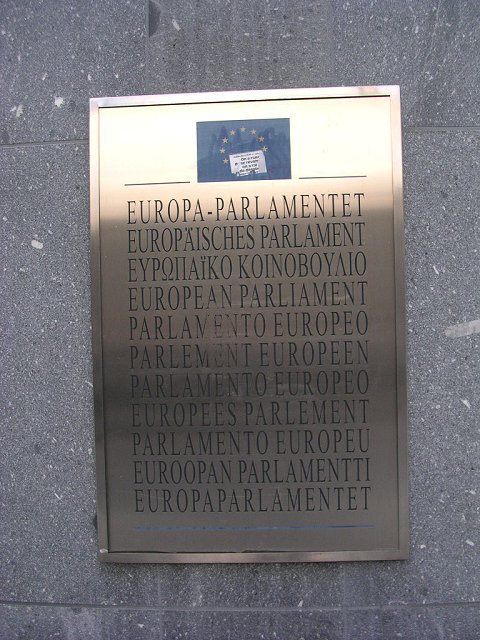 EUROPA-PARLAMENTET
EUROPÄISCHES PARLAMENT
ΕΥΡΩΠΑΪΚΟ ΚΟΙΝΟΒΟΥΛΙΟ
EUROPEAN PARLIAMENT
PARLAMENTO EUROPEO
PARLEMENT EUROPEEN
PARLAMENTO EUROPEO
EUROPEES PARLEMENT
PARLAMENTO EUROPEU
EUROOPAN PARLAMENTTI
EUROPAPARLAMENTET